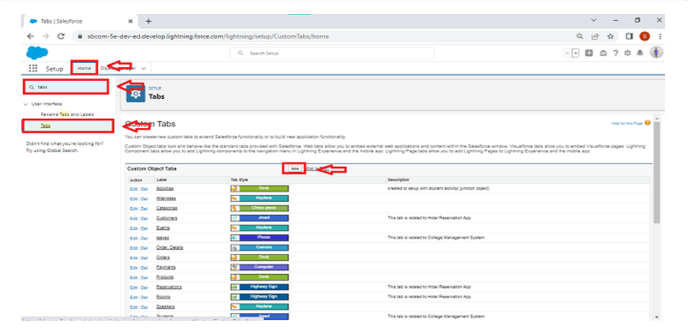 Tabs | Salesforce
sbcom-5e-dev-ed.develop.lightning.force.com/lightning/setup/CustomTabs/home
Search Setup
Setup
Home
tabs
SETUP
Tabs
User Interface
Rename Tabs and Labels
Tabs
Didn't find what you're looking for?
Try using Global Search.
Custom Tabs
Help for this Page
You can create new custom tabs to extend Salesforce functionality or to build new application functionality.
Custom Object tabs look and behave like the standard tabs provided with Salesforce. Web tabs allow you to embed external web applications and content within the Salesforce window. Visualforce tabs allow you to embed Visualforce pages. Lightning
Component tabs allow you to add Lightning components to the navigation menu in Lightning Experience and the mobile app. Lightning Page tabs allow you to add Lightning Pages to Lightning Experience and the mobile app.
Custom Object Tabs
New
Action Label Tab Style Description
Edit | Del Activities Desk created to setup with student activity( junction object)
Edit | Del Attendees Airplane
Edit | Del Categories Chess piece
Edit | Del Customers Jewel This tab is related to Hotel Reservation App
Edit | Del Events Airplane
Edit | Del Phone This tab is related to College Management System
Edit | Del Order Details Camera
Edit | Del Orders Desk
Edit | Del Payments Computer
Edit | Del Products Desk
Edit | Del Reservations Highway Sign This tab is related to Hotel Reservation App
Edit | Del Rooms Highway Sign This tab is related to Hotel Reservation App
Edit | Del Speakers Airplane
Edit | Del Students Jewel This tab is related to College Management System